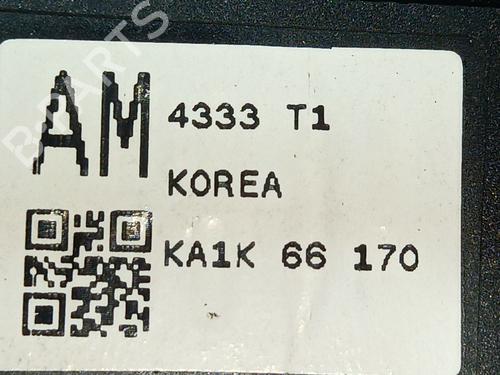 AM
4333 T1
KOREA
KA1K 66 170
B-PARTS